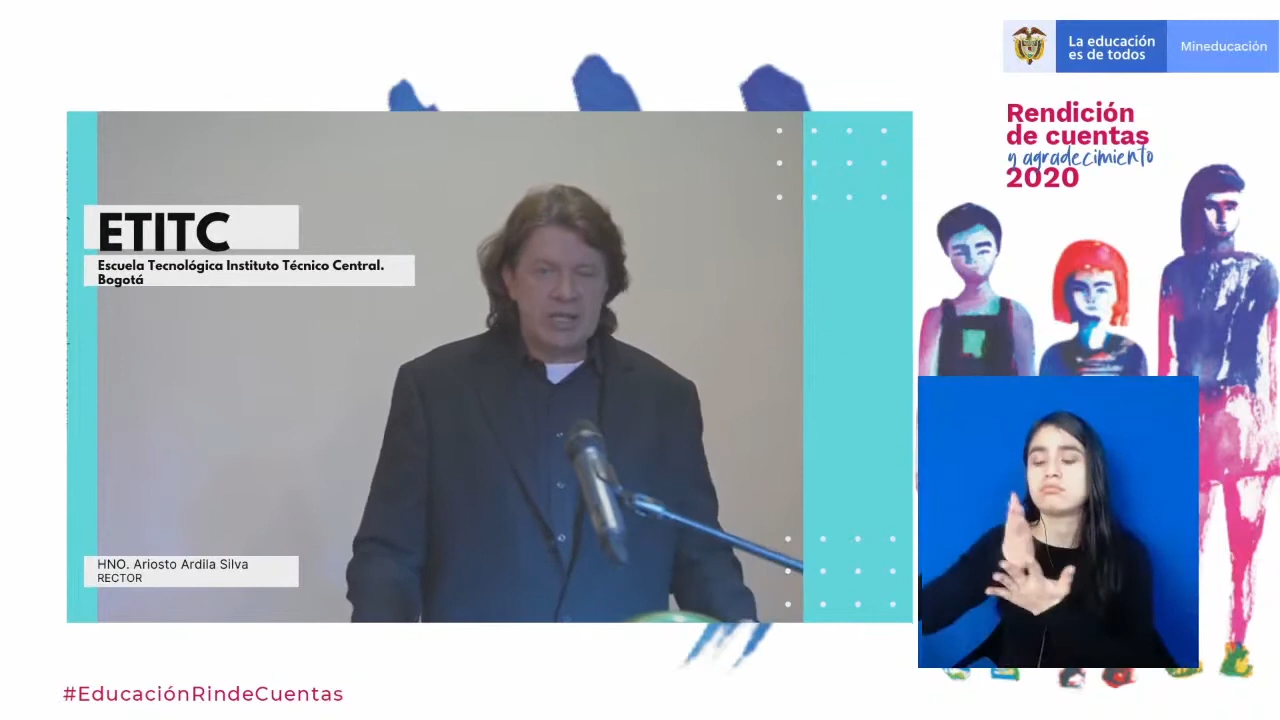 La educación
es de todos
Mineducación
Rendición
de cuentas
y agradecimiento
2020
ETITC
Escuela Tecnológica Instituto Técnico Central.
Bogotá
HNO. Ariosto Ardila Silva
RECTOR
#EducaciónRindeCuentas